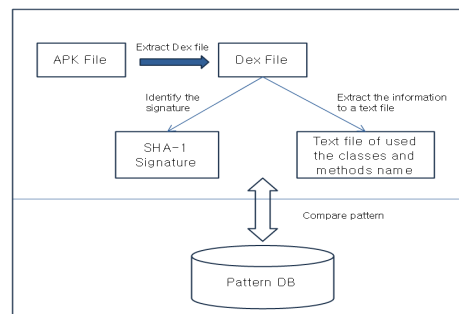 Extract Dex file
APK File
Dex File
Identify the
signature
Extract the information
to a text file
SHA-1
Signature
Text file of used
the classes and
methods name
Compare pattern
Pattern DB